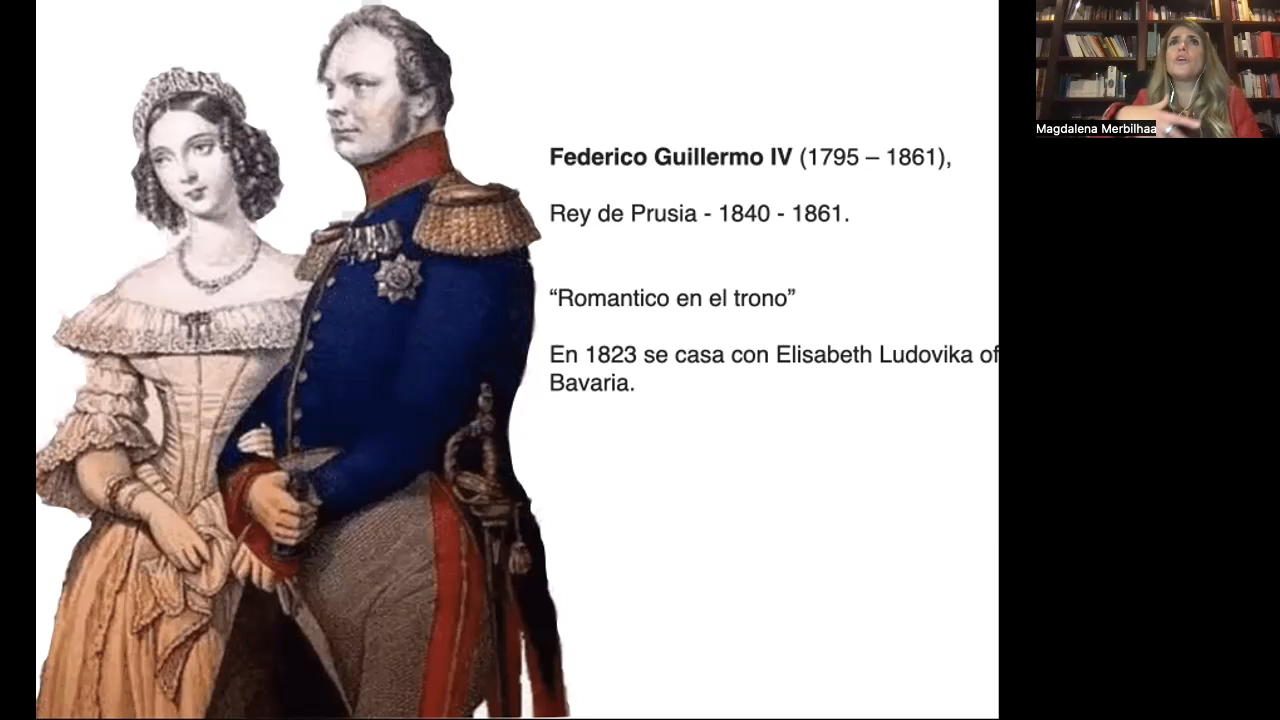 Magdalena Merbilhaa
Federico Guillermo IV (1795 – 1861),
Rey de Prusia - 1840 - 1861.
“Romantico en el trono”
En 1823 se casa con Elisabeth Ludovika of
Bavaria.